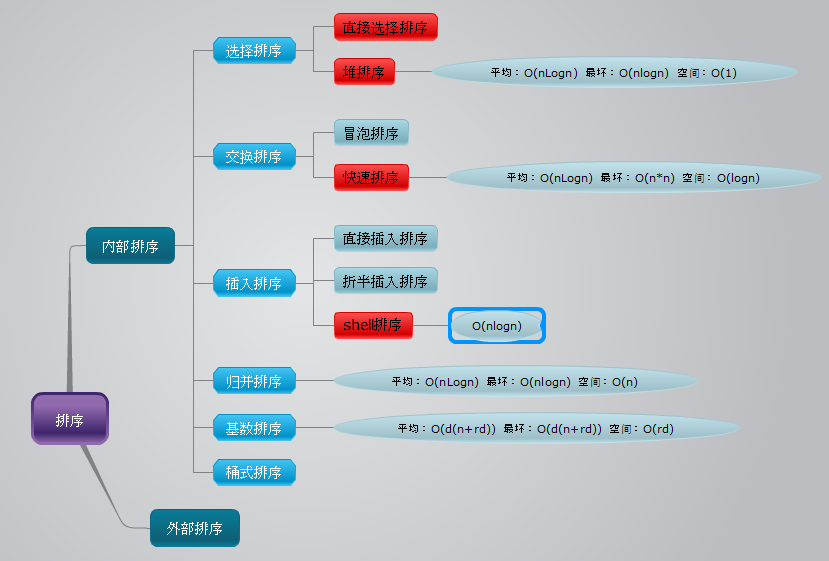 直接选择排序
选择排序
堆排序
平均：O(nLogn) 最坏：O(nlogn) 空间：O(1)
冒泡排序
交换排序
快速排序
平均：O(nLogn) 最坏：O(n*n) 空间：O(logn)
直接插入排序
内部排序
插入排序
折半插入排序
shell排序
O(nlogn)
归并排序
平均：O(nLogn) 最坏：O(nlogn) 空间：O(n)
排序
基数排序
平均：O(d(n+rd)) 最坏：O(d(n+rd)) 空间：O(rd)
桶式排序
外部排序